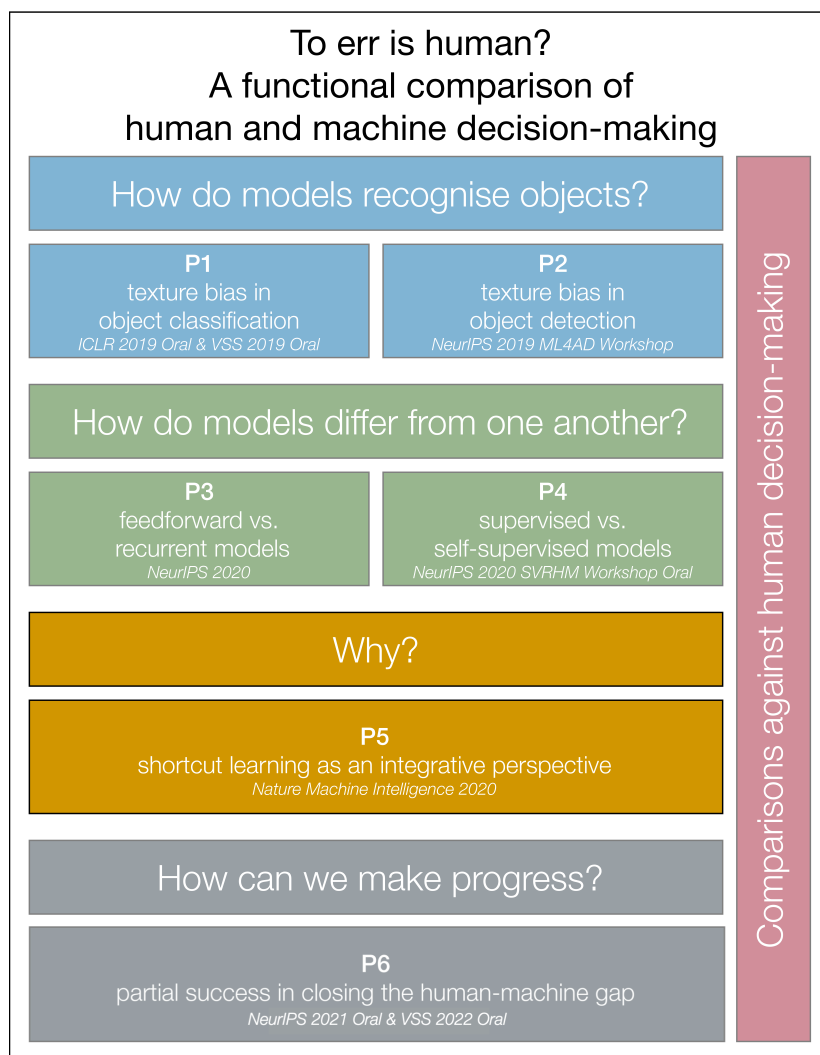 To err is human?
A functional comparison of
human and machine decision-making
How do models recognise objects?
P1
texture bias in
object classification
ICLR 2019 Oral & VSS 2019 Oral
P2
texture bias in
object detection
NeurIPS 2019 ML4AD Workshop
How do models differ from one another?
P3
feedforward vs.
recurrent models
NeurIPS 2020
P4
supervised vs.
self-supervised models
NeurIPS 2020 SVRHM Workshop Oral
Why?
P5
shortcut learning as an integrative perspective
Nature Machine Intelligence 2020
How can we make progress?
P6
partial success in closing the human-machine gap
NeurIPS 2021 Oral & VSS 2022 Oral
Comparisons against human decision-making